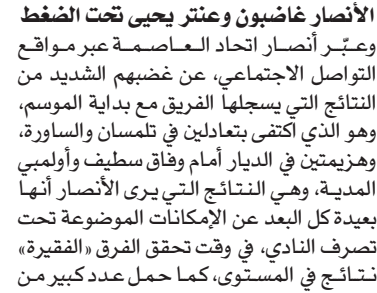 الأنصار غاضبون وعنتر يحيى تحت الضغط
وعبّر أنصار اتحاد العاصمة عبر مواقع
التواصل الاجتماعي، عن غضبهم الشديد من
النتائج التي يسجلها الفريق مع بداية الموسم،
وهو الذي اكتفى بتعادلين في تلمسان والساورة،
وهزيمتين في الديار أمام وفاق سطيف وأولمبي
المدية، وهي النتائج التي يرى الأنصار أنها
بعيدة كل البعد عن الإمكانات الموضوعة تحت
تصرف النادي، في وقت تحقق الفرق «الفقيرة»
نتائج في المستوى، كما حمل عدد كبير من